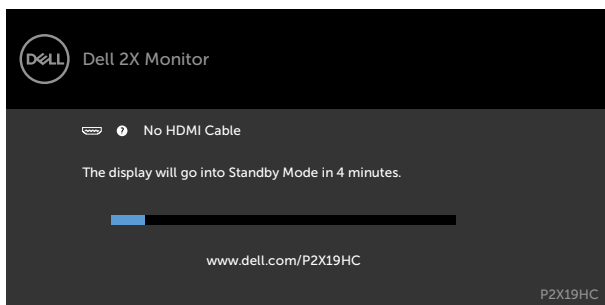 DELL
Dell 2X Monitor
No HDMI Cable
The display will go into Standby Mode in 4 minutes.
www.dell.com/P2X19HC
P2X19HC